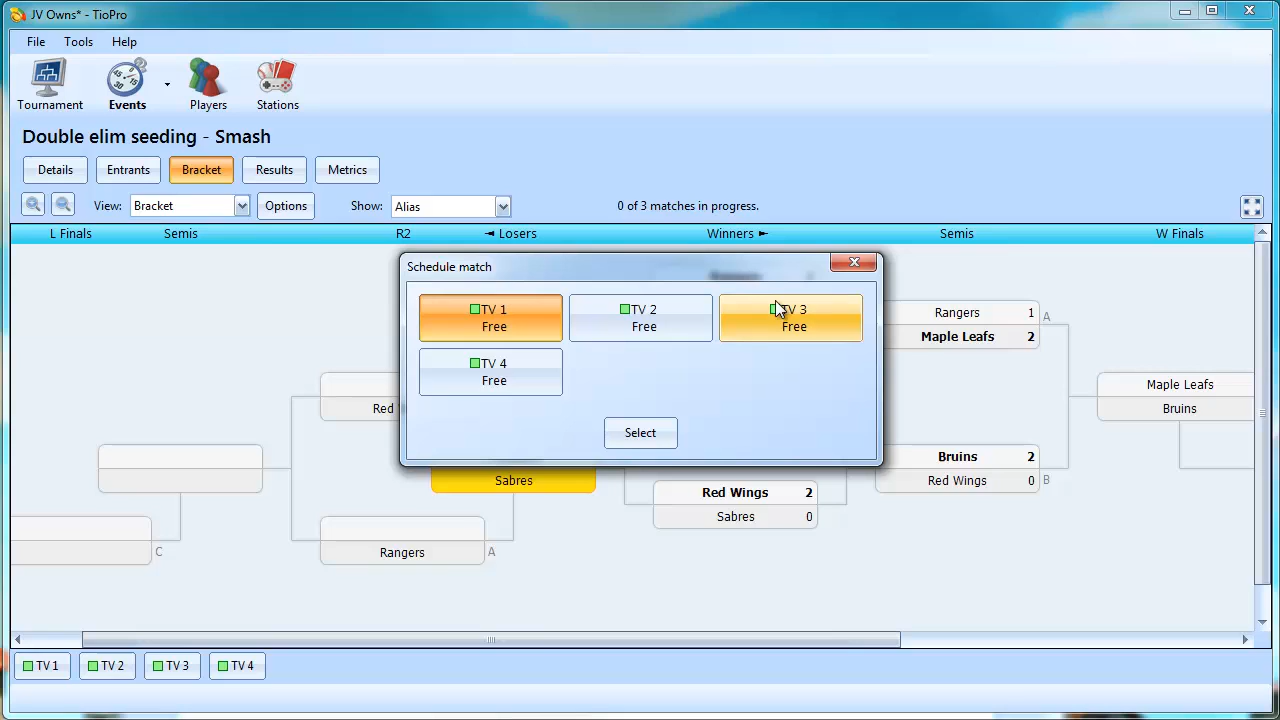 JV Owns* - TioPro
File Tools Help
Tournament Events Players Stations
Double elim seeding - Smash
Details Entrants Bracket Results Metrics
View: Bracket Options Show: Alias 0 of 3 matches in progress.
L Finals Semis R2 ◄ Losers Winners ► Semis W Finals
Schedule match
TV 1
Free
TV 2
Free
TV 3
Free
TV 4
Free
Select
Rangers 1 A
Maple Leafs 2
Maple Leafs
Bruins
Red
Bruins 2
Red Wings 0 B
Sabres
Red Wings 2
Sabres 0
C
Rangers A
TV 1 TV 2 TV 3 TV 4